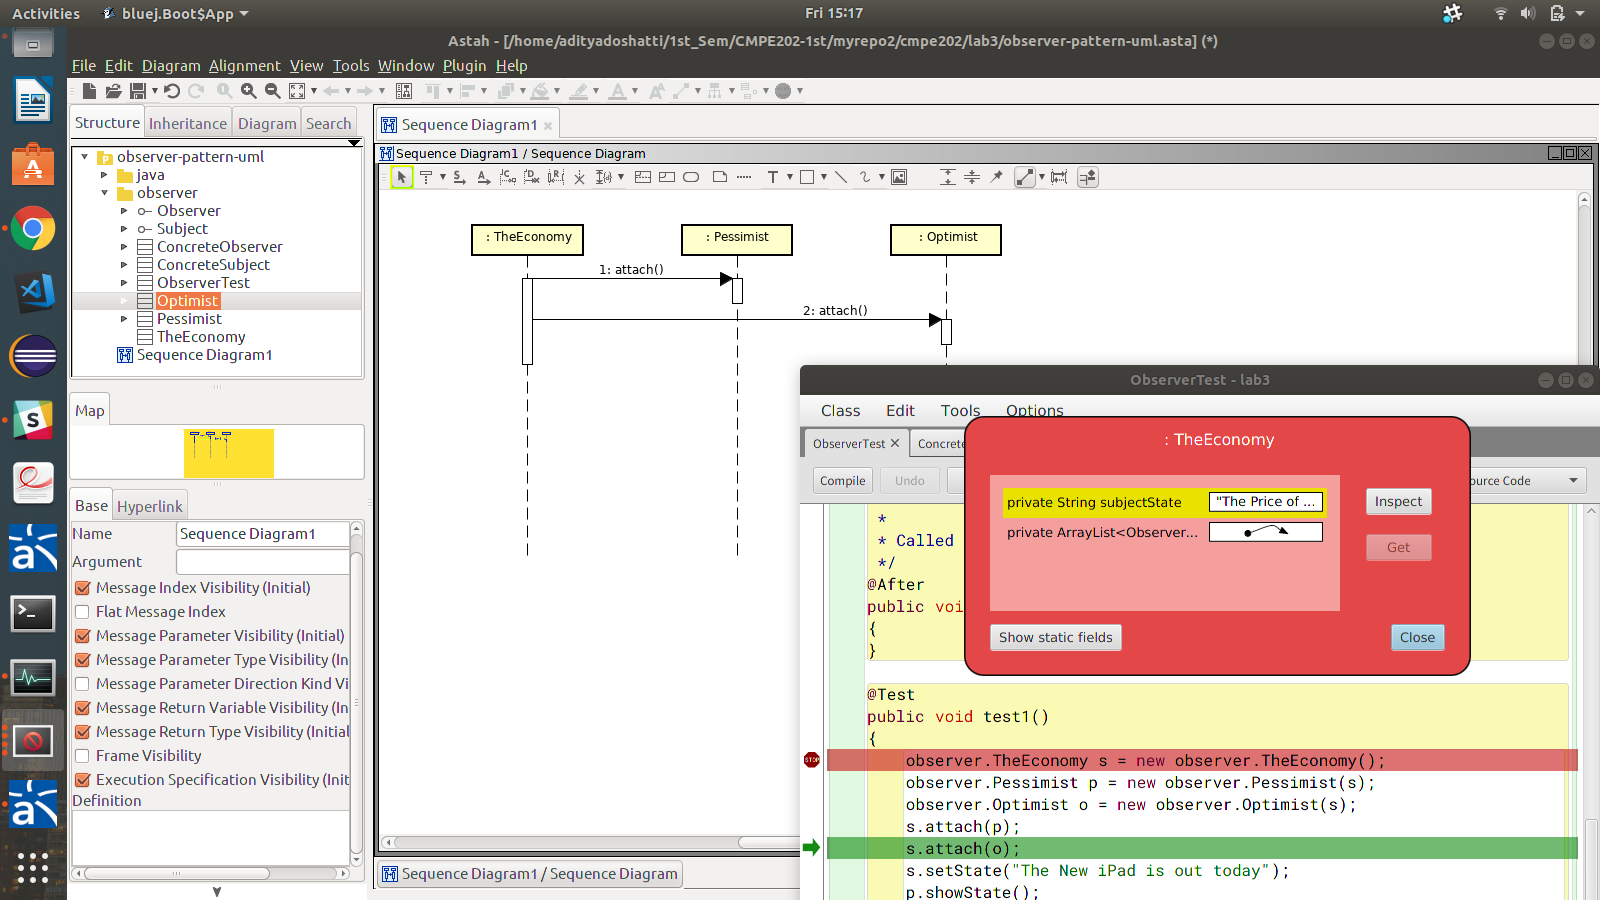 Activities
bluej.Boot$App
Fri 15:17
Astah - [/home/adityadoshatti/1st_Sem/CMPE202-1st/myrepo2/cmpe202/lab3/observer-pattern-uml.asta] (*)
File Edit Diagram Alignment View Tools Window Plugin Help
Structure Inheritance Diagram Search
observer-pattern-uml
java
observer
Observer
Subject
ConcreteObserver
ConcreteSubject
ObserverTest
Optimist
Pessimist
TheEconomy
Sequence Diagram1
Map
Base Hyperlink
Name Sequence Diagram1
Argument
Message Index Visibility (Initial)
Flat Message Index
Message Parameter Visibility (Initial)
Message Parameter Type Visibility (In
Message Parameter Direction Kind Vi
Message Return Variable Visibility (In
Message Return Type Visibility (Initial
Frame Visibility
Execution Specification Visibility (Init
Definition
Sequence Diagram1
Sequence Diagram1 / Sequence Diagram
: TheEconomy
: Pessimist
: Optimist
1: attach()
2: attach()
Sequence Diagram1 / Sequence Diagram
ObserverTest - lab3
Class Edit Tools Options
ObserverTest
Concrete
Compile
Undo
ource Code
: TheEconomy
private String subjectState "The Price of ...
private ArrayList<Observer...
Inspect
Get
Show static fields
Close
*
* Called
*/
@After
public voi
{
}
@Test
public void test1()
{
STOP
observer.TheEconomy s = new observer.TheEconomy();
observer.Pessimist p = new observer.Pessimist(s);
observer.Optimist o = new observer.Optimist(s);
s.attach(p);
s.attach(o);
s.setState("The New iPad is out today");
p.showState();